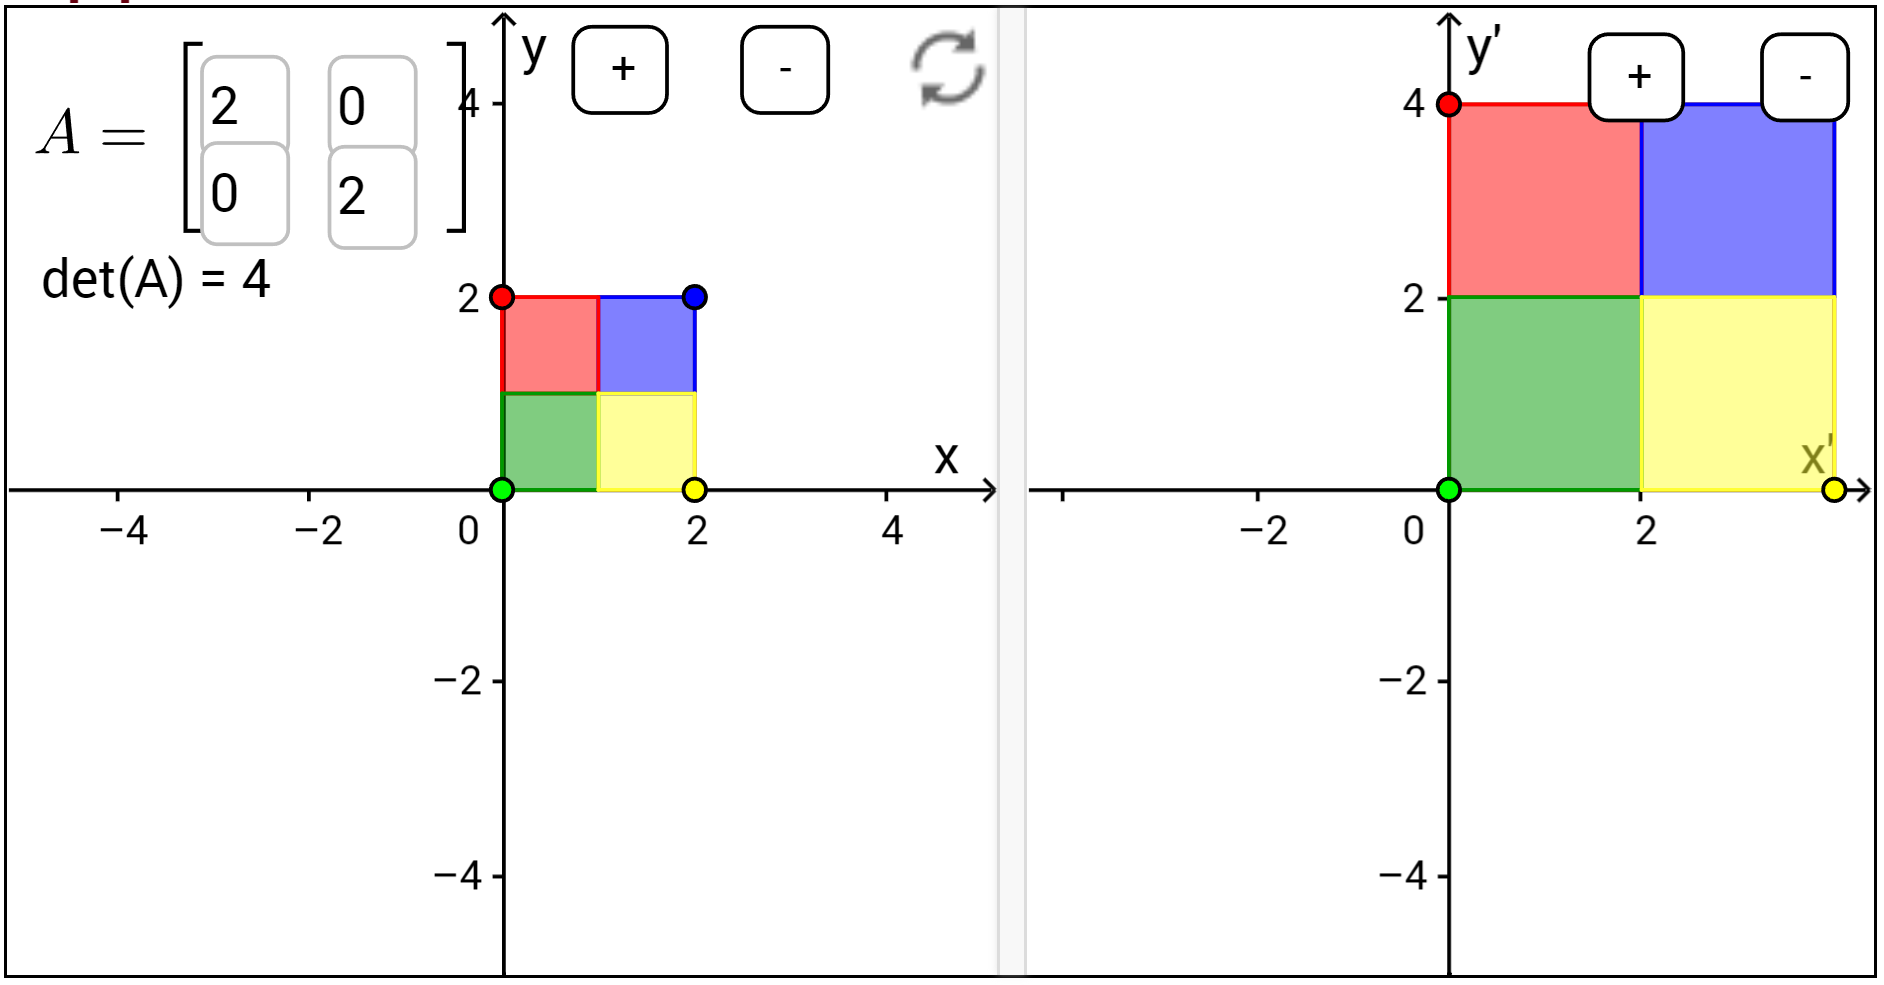 A = [ 2 0
0 2 ]
det(A) = 4
y + -
4
2
x
−4 −2 0 2 4
−2
−4
y' + -
4
2
x'
−2 0 2
−2
−4